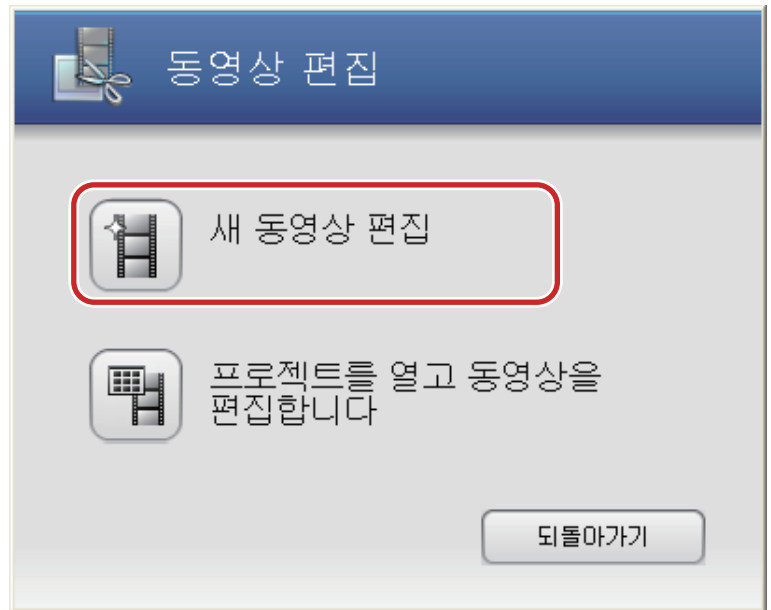 동영상 편집
새 동영상 편집
프로젝트를 열고 동영상을
편집합니다
되돌아가기